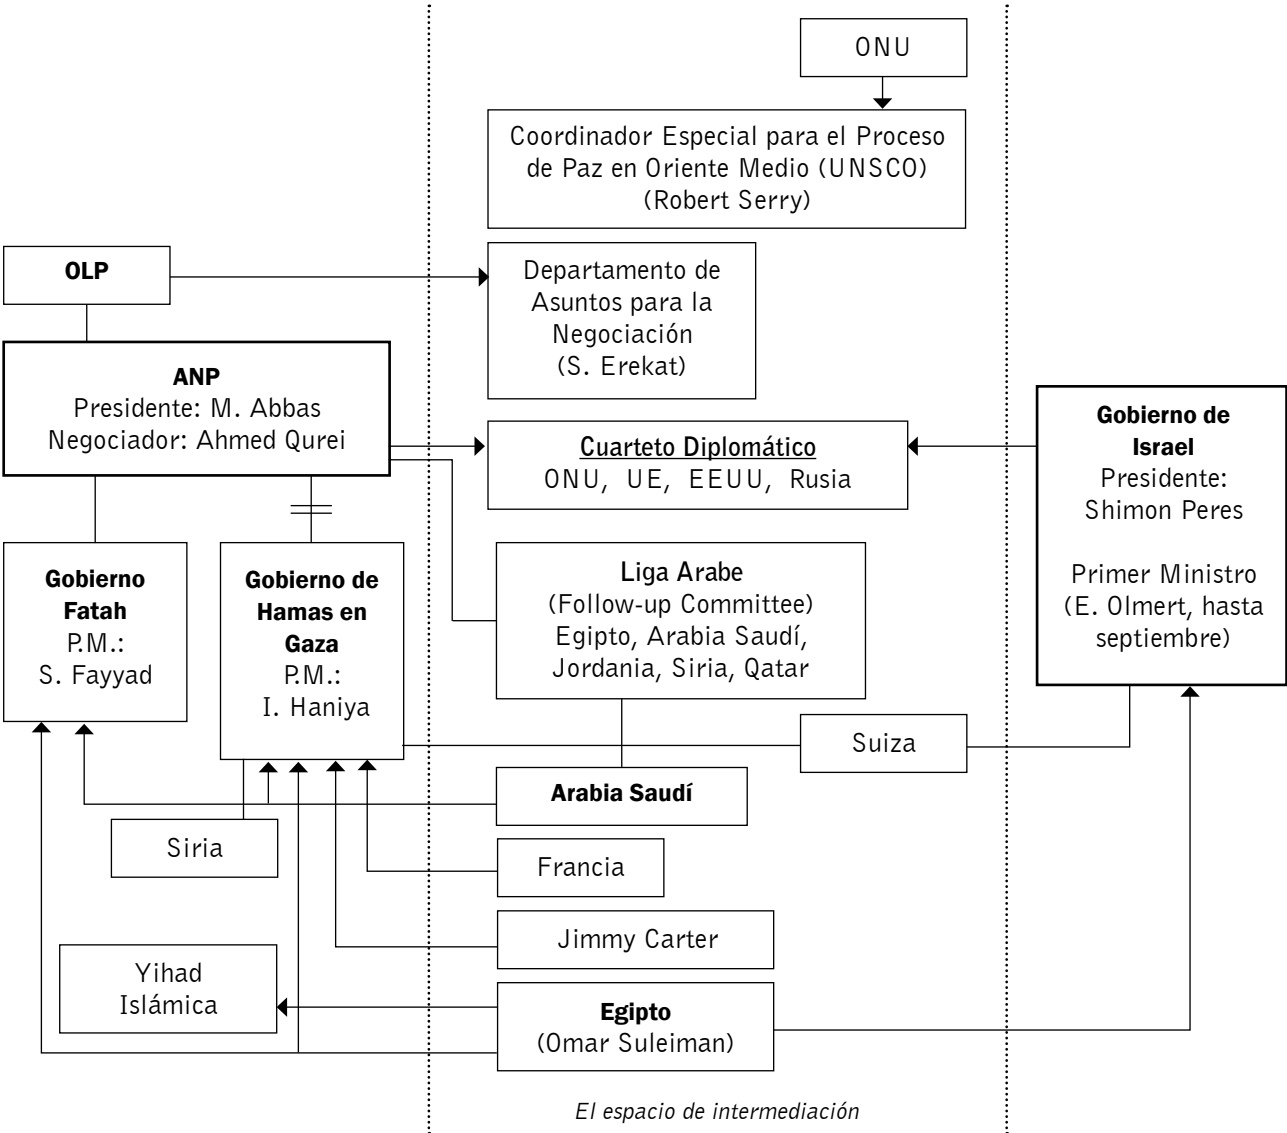 ONU
Coordinador Especial para el Proceso
de Paz en Oriente Medio (UNSCO)
(Robert Serry)
OLP
Departamento de
Asuntos para la
Negociación
(S. Erekat)
ANP
Presidente: M. Abbas
Negociador: Ahmed Qurei
Cuarteto Diplomático
ONU, UE, EEUU, Rusia
Gobierno de
Israel
Presidente:
Shimon Peres
Primer Ministro
(E. Olmert, hasta
septiembre)
Gobierno
Fatah
P.M.:
S. Fayyad
Gobierno de
Hamas en
Gaza
P.M.:
I. Haniya
Liga Arabe
(Follow-up Committee)
Egipto, Arabia Saudí,
Jordania, Siria, Qatar
Suiza
Arabia Saudí
Siria
Francia
Jimmy Carter
Yihad
Islámica
Egipto
(Omar Suleiman)
El espacio de intermediación